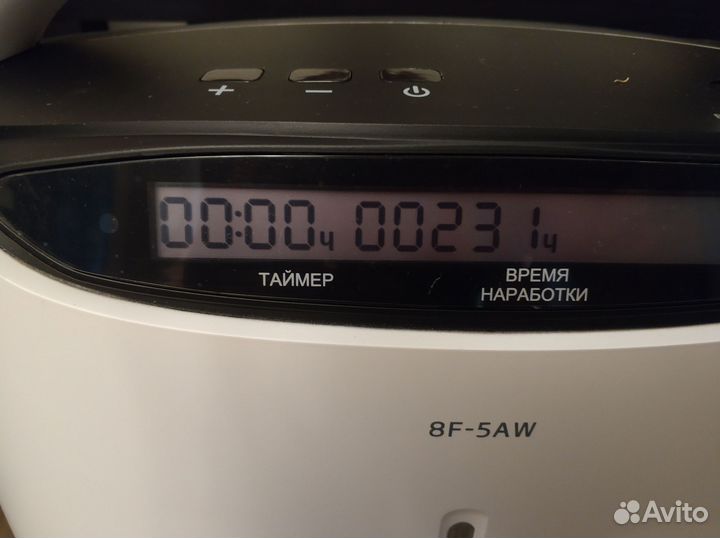 + −
00:00ч 00231ч
ТАЙМЕР
ВРЕМЯ
НАРАБОТКИ
8F-5AW
Avito